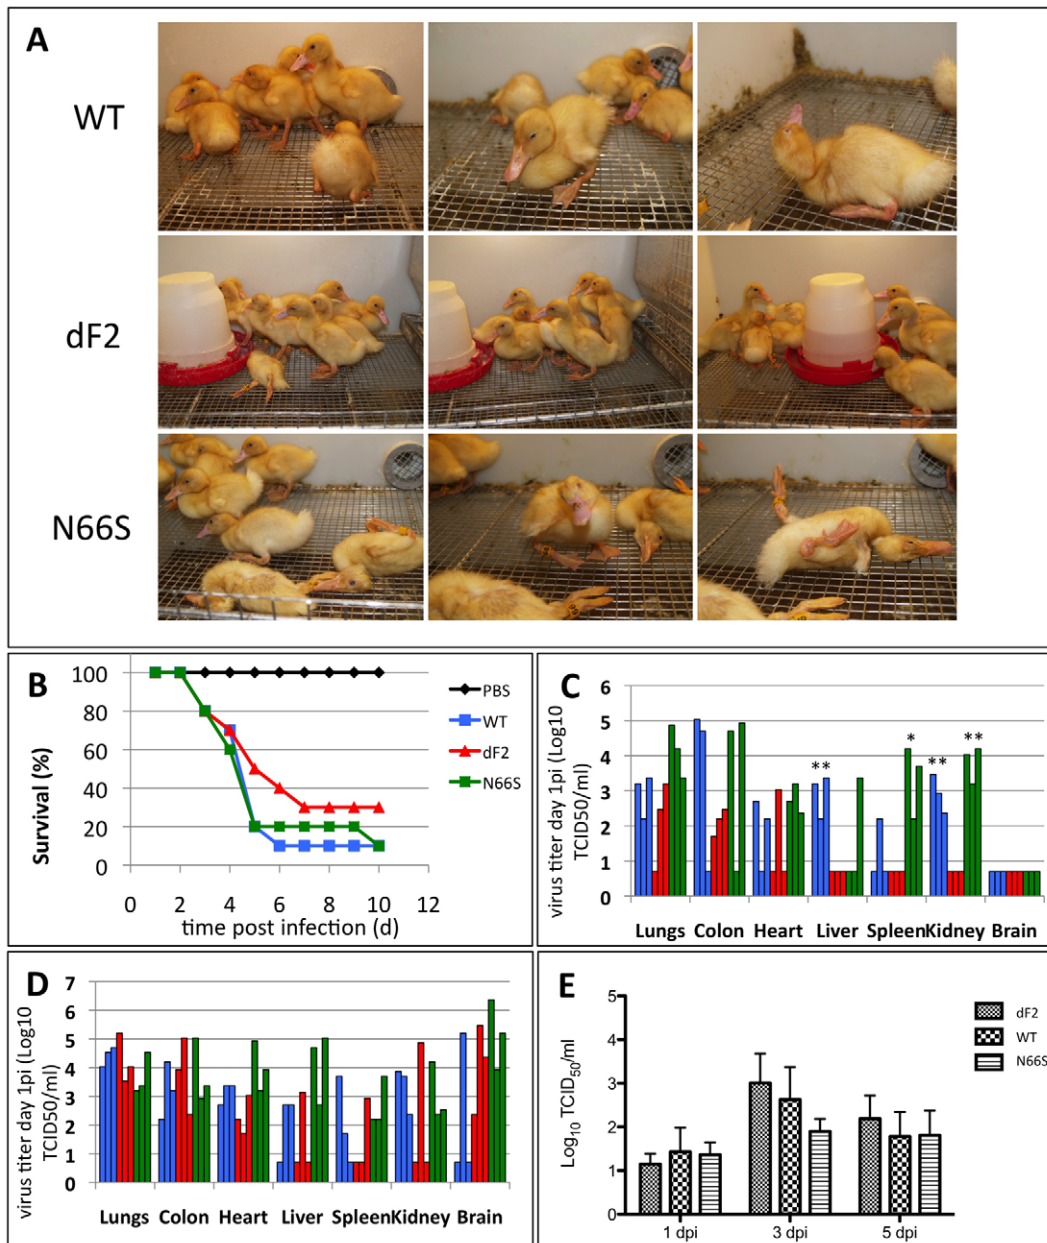 A
WT
dF2
N66S
B
Survival (%)
100
80
60
40
20
0
0 2 4 6 8 10 12
time post infection (d)
PBS
WT
dF2
N66S
C
virus titer day 1pi (Log10
TCID50/ml)
6
5
4
3
2
1
0
** * ** **
Lungs Colon Heart Liver Spleen Kidney Brain
D
virus titer day 1pi (Log10
TCID50/ml)
7
6
5
4
3
2
1
0
Lungs Colon Heart Liver Spleen Kidney Brain
E
Log10 TCID50/ml
5
4
3
2
1
0
1 dpi 3 dpi 5 dpi
dF2
WT
N66S